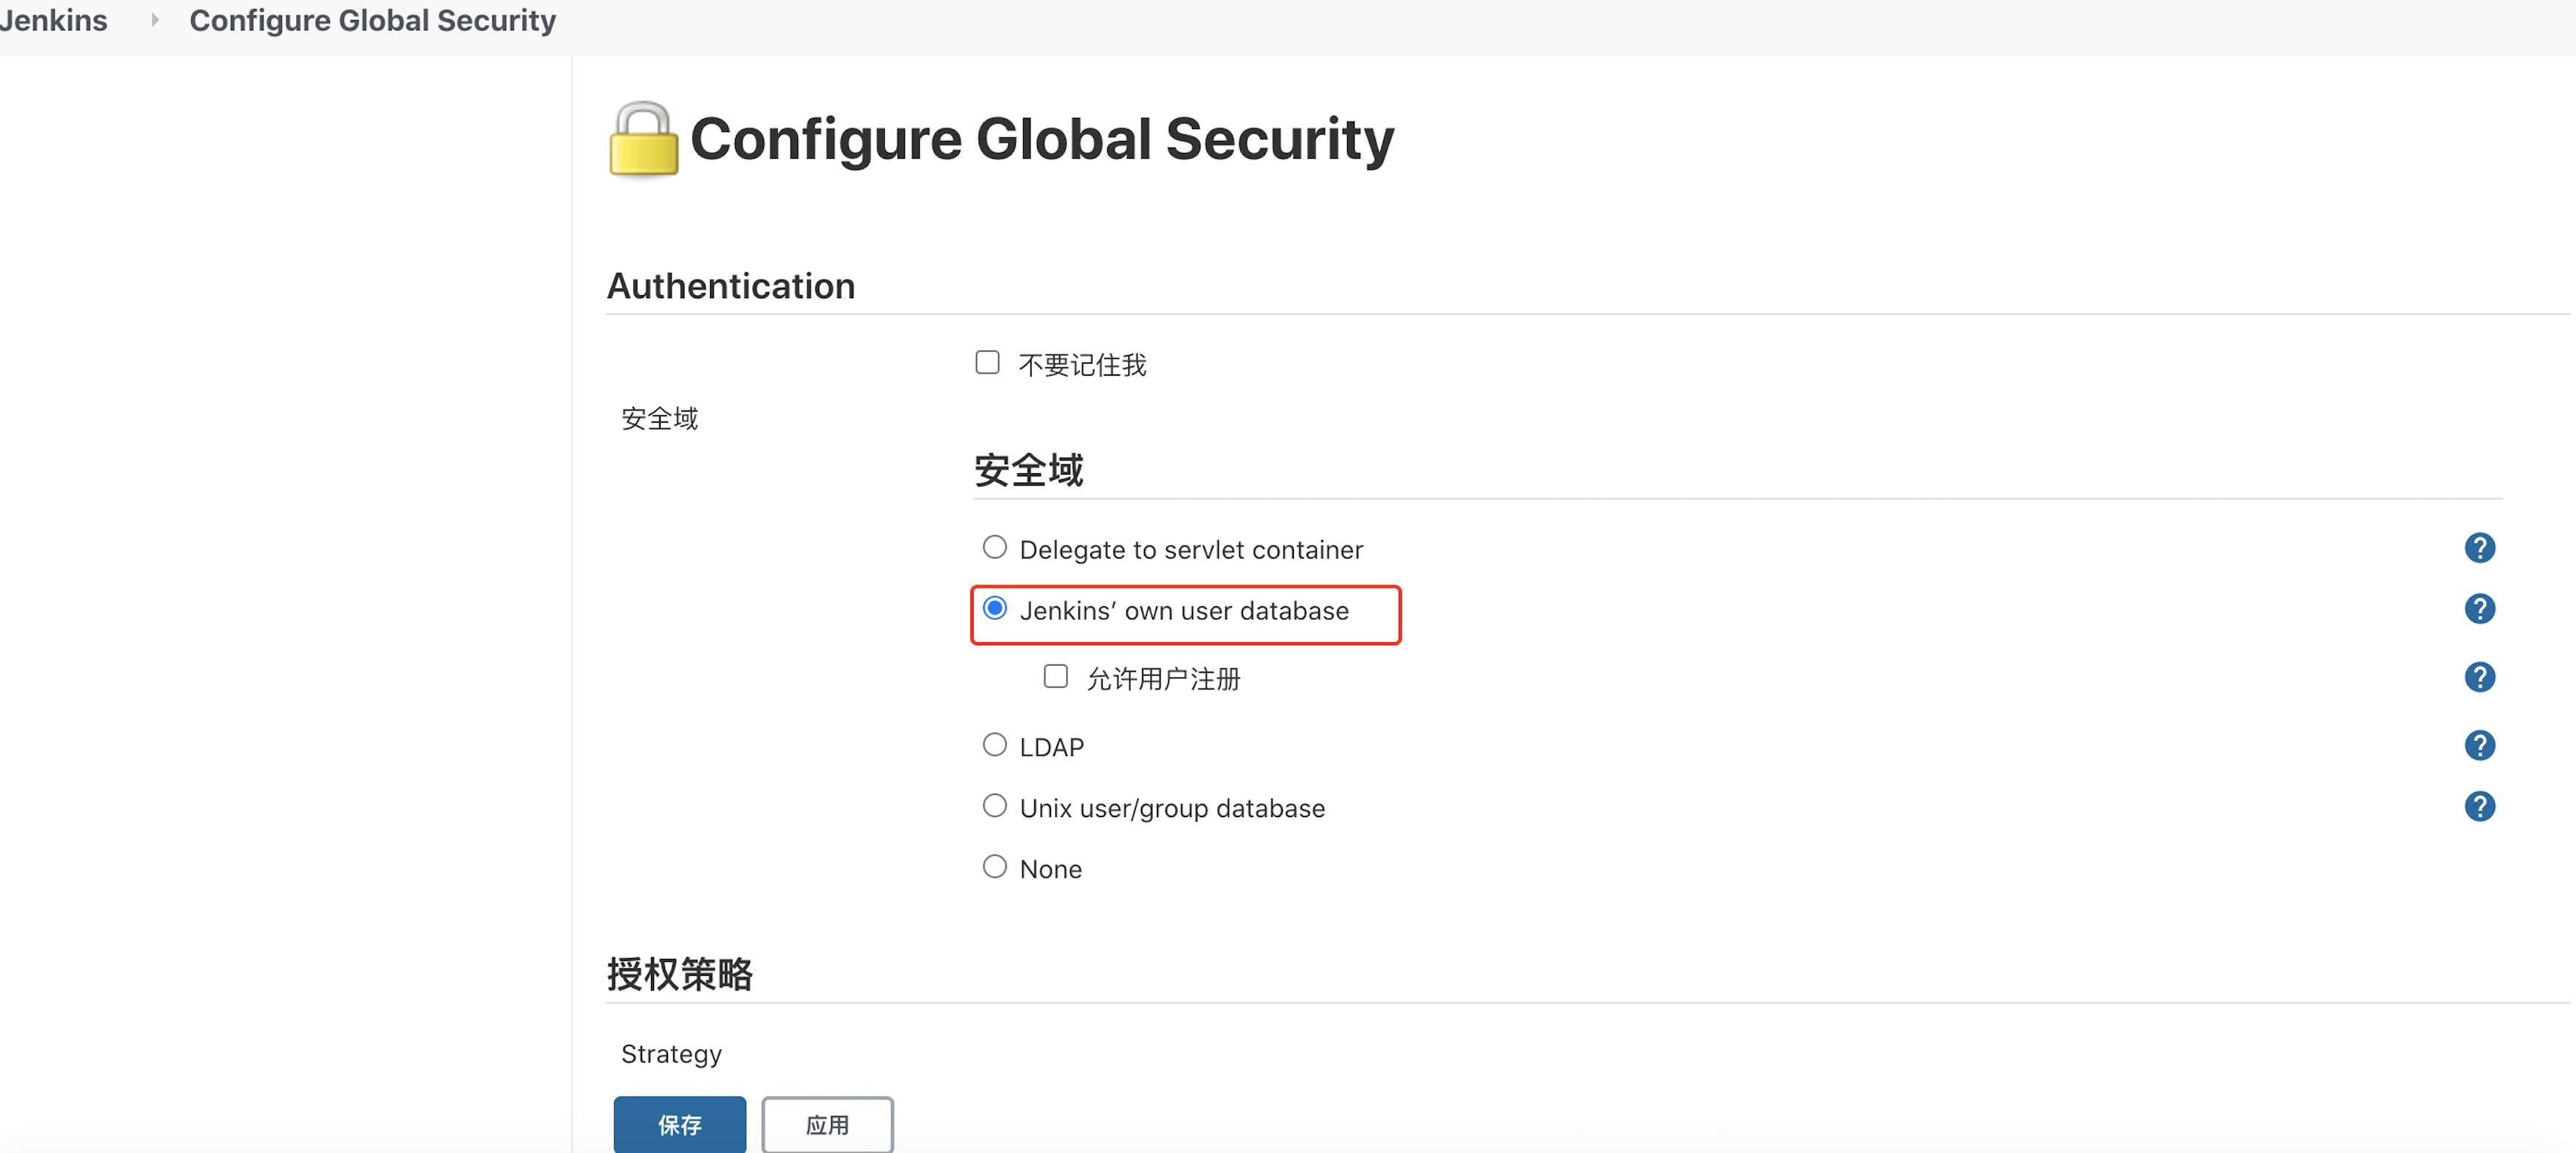 Jenkins Configure Global Security
Configure Global Security
Authentication
不要记住我
安全域
安全域
Delegate to servlet container
?
Jenkins’ own user database
?
允许用户注册
?
LDAP
?
Unix user/group database
?
None
授权策略
Strategy
保存 应用